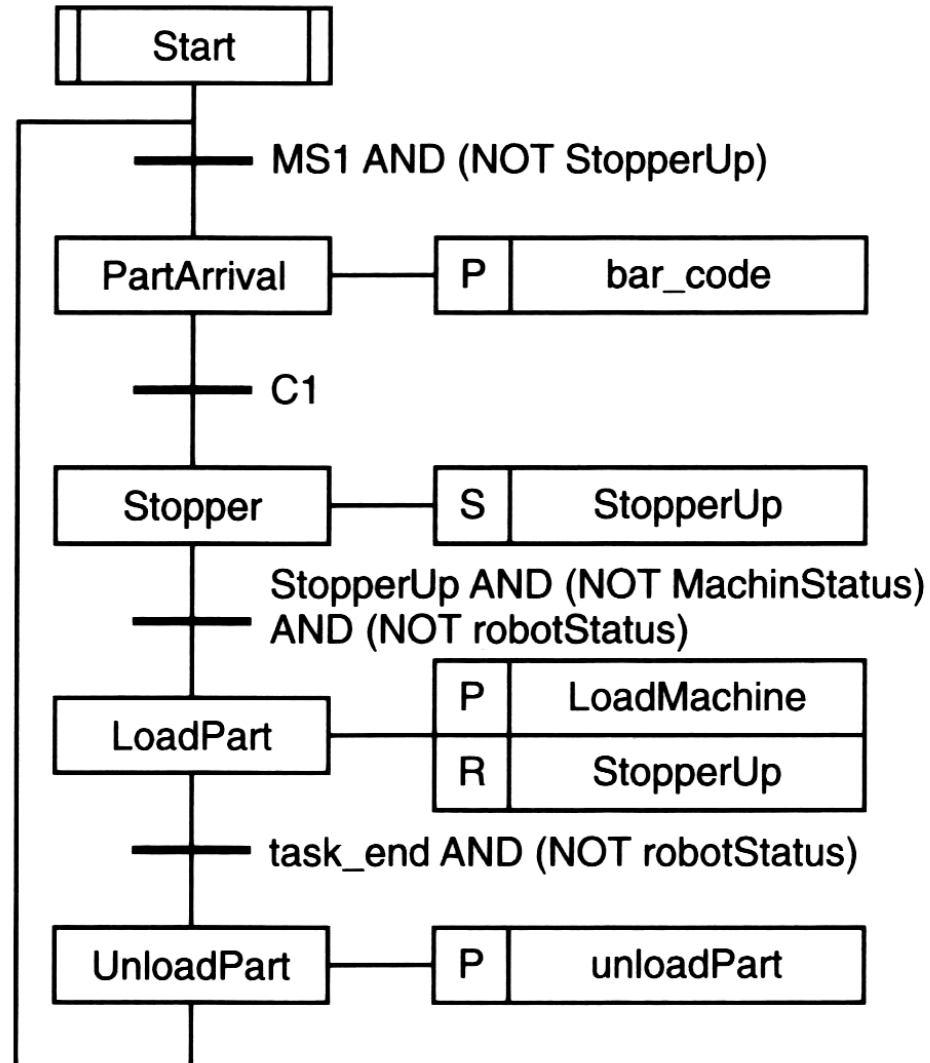 Start
MS1 AND (NOT StopperUp)
PartArrival
P
bar_code
C1
Stopper
S
StopperUp
StopperUp AND (NOT MachinStatus)
AND (NOT robotStatus)
LoadPart
P
LoadMachine
R
StopperUp
task_end AND (NOT robotStatus)
UnloadPart
P
unloadPart